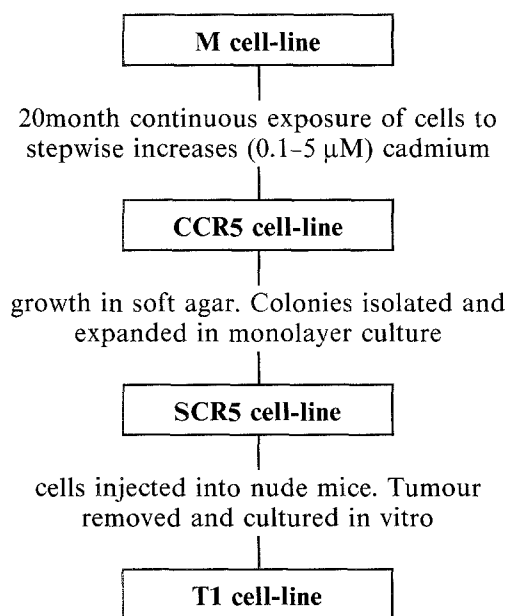 M cell-line
20month continuous exposure of cells to
stepwise increases (0.1–5 µM) cadmium
CCR5 cell-line
growth in soft agar. Colonies isolated and
expanded in monolayer culture
SCR5 cell-line
cells injected into nude mice. Tumour
removed and cultured in vitro
T1 cell-line